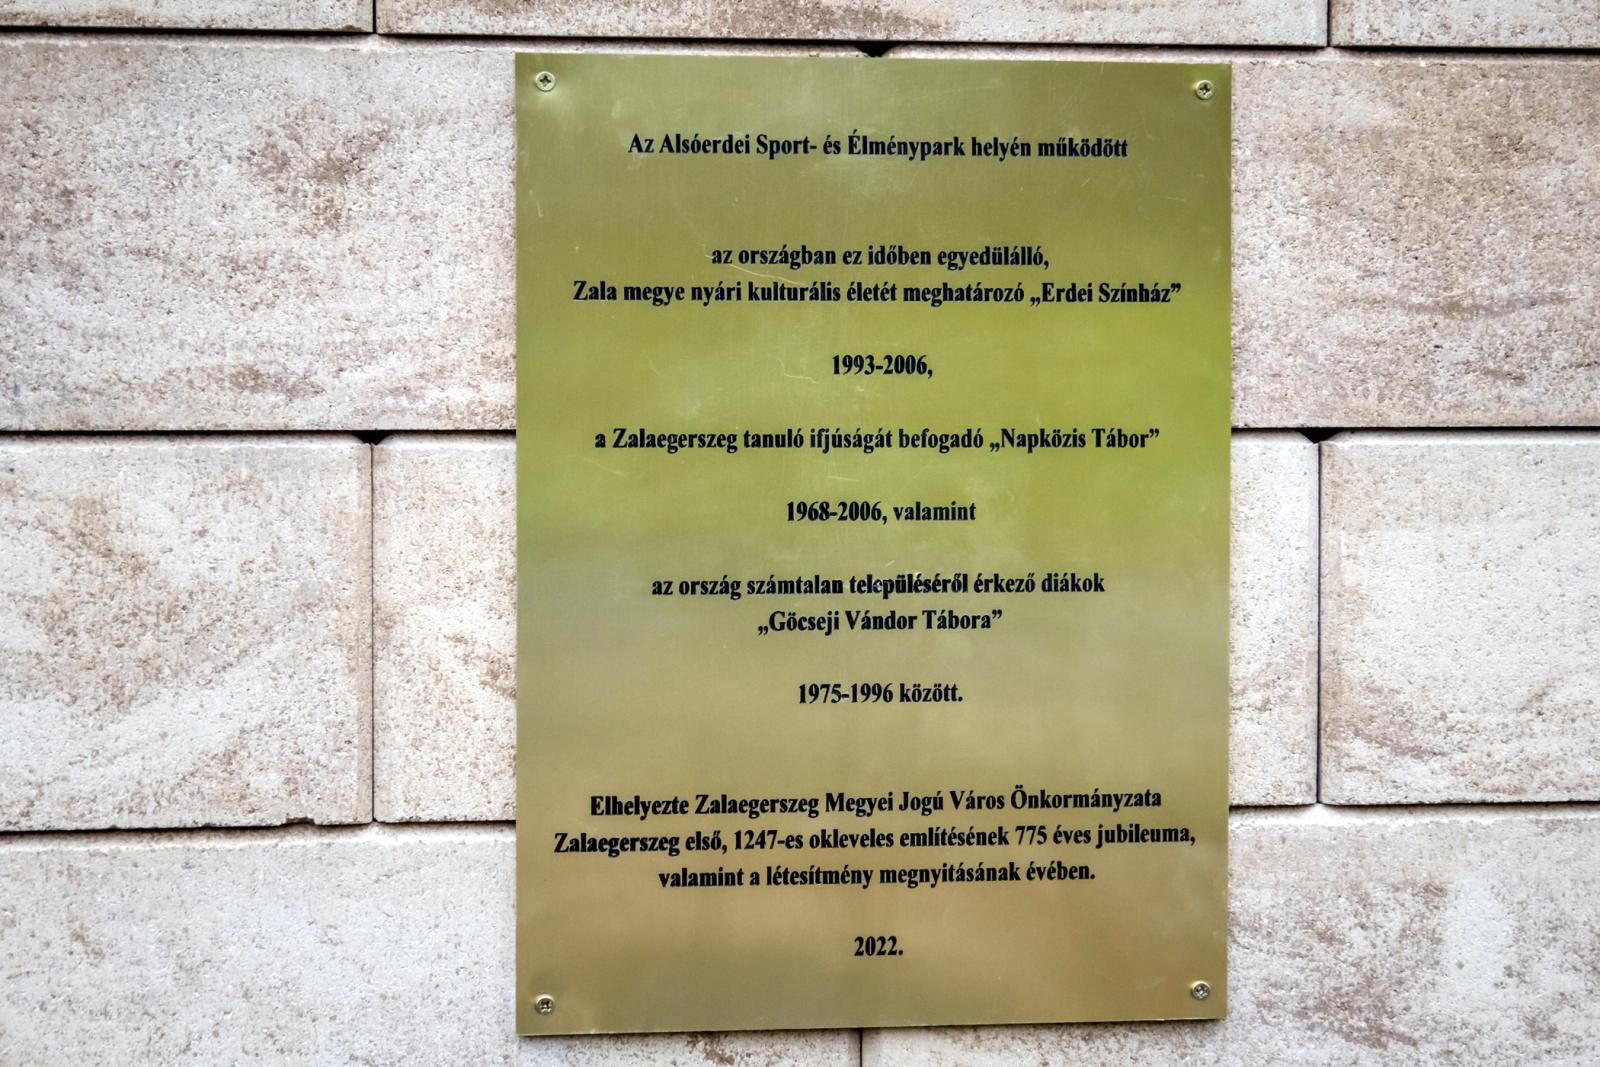 Az Alsóerdei Sport- és Élménypark helyén működött
az országban ez időben egyedülálló,
Zala megye nyári kulturális életét meghatározó „Erdei Színház”
1993-2006,
a Zalaegerszeg tanuló ifjúságát befogadó „Napközis Tábor”
1968-2006, valamint
az ország számtalan településéről érkező diákok
„Göcseji Vándor Tábora”
1975-1996 között.
Elhelyezte Zalaegerszeg Megyei Jogú Város Önkormányzata
Zalaegerszeg első, 1247-es okleveles említésének 775 éves jubileuma,
valamint a létesítmény megnyitásának évében.
2022.